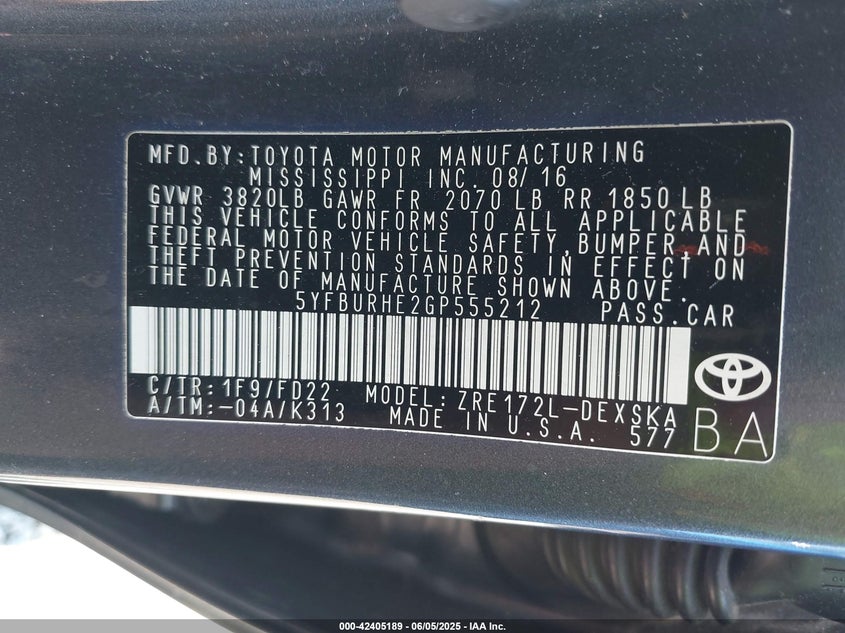 MFD.BY:TOYOTA MOTOR MANUFACTURING
MISSISSIPPI INC. 08/16
GVWR 3820LB GAWR FR 2070 LB RR 1850 LB
THIS VEHICLE CONFORMS TO ALL APPLICABLE
FEDERAL MOTOR VEHICLE SAFETY,BUMPER,AND
THEFT PREVENTION STANDARDS IN EFFECT ON
THE DATE OF MANUFACTURE SHOWN ABOVE.
5YFBURHE2GP555212 PASS.CAR
C/TR: 1F9/FD22 MODEL: ZRE172L-DEXSKA
A/TM:-04A/K313 MADE IN U.S.A. 577
BA
000-42405189 - 06/05/2025 - IAA Inc.